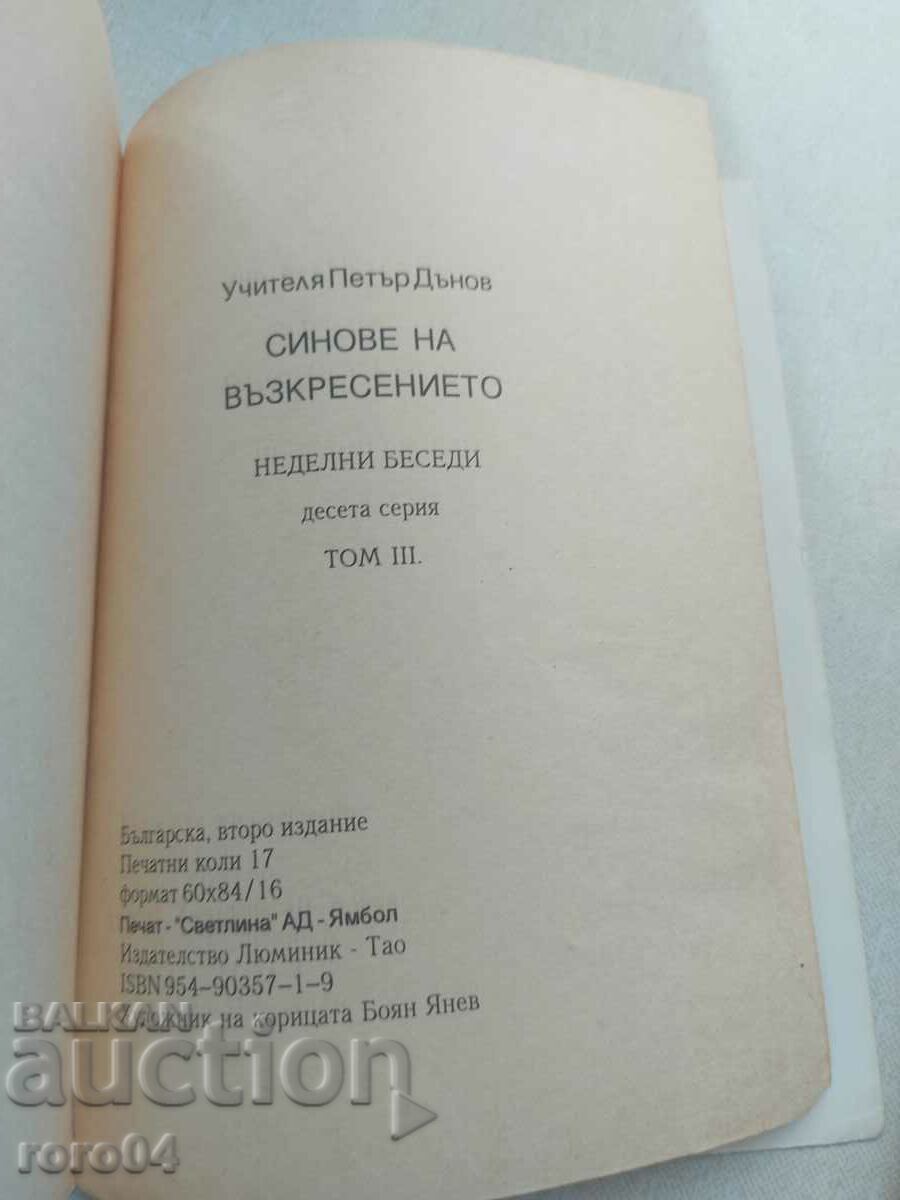 Учителя Петър Дънов
СИНОВЕ НА
ВЪЗКРЕСЕНИЕТО
НЕДЕЛНИ БЕСЕДИ
десета серия
ТОМ III.
Българска, второ издание
Печатни коли 17
формат 60x84/16
Печат - "Светлина" АД - Ямбол
Издателство Люминик - Тао
ISBN 954-90357-1-9
Художник на корицата Боян Янев
BALKAN
auction
roro04